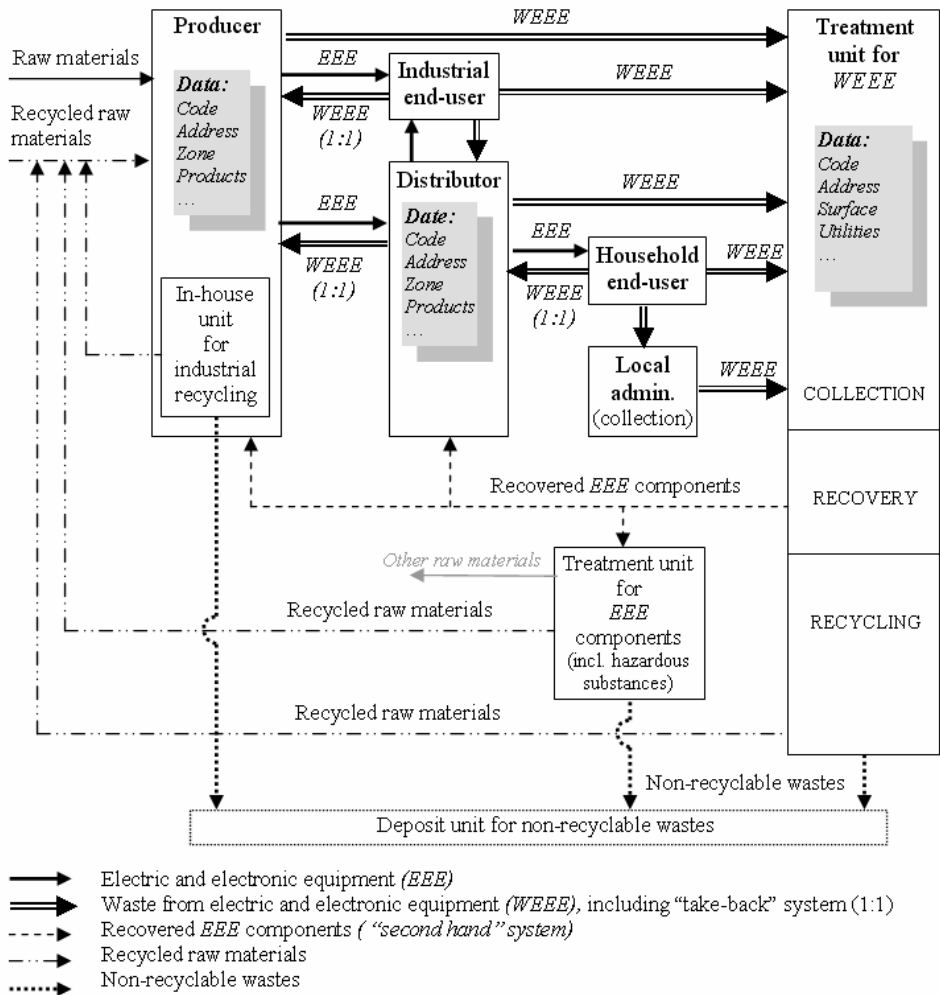 WEEE
Producer
Treatment
unit for
WEEE
EEE
Raw materials
Industrial
end-user
WEEE
Data:
Code
Address
Zone
Products
…
WEEE
(1:1)
Recycled raw
materials
Data:
Code
Address
Surface
Utilities
…
Distributor
WEEE
EEE
Date:
Code
Address
Zone
Products
…
EEE
WEEE
(1:1)
Household
end-user
WEEE
WEEE
(1:1)
In-house
unit
for
industrial
recycling
Local
admin.
(collection)
WEEE
COLLECTION
Recovered EEE components
RECOVERY
Other raw materials
Treatment unit
for
EEE
components
(incl. hazardous
substances)
Recycled raw materials
RECYCLING
Recycled raw materials
Non-recyclable wastes
Deposit unit for non-recyclable wastes
Electric and electronic equipment (EEE)
Waste from electric and electronic equipment (WEEE), including “take-back” system (1:1)
Recovered EEE components ( “second hand” system)
Recycled raw materials
Non-recyclable wastes